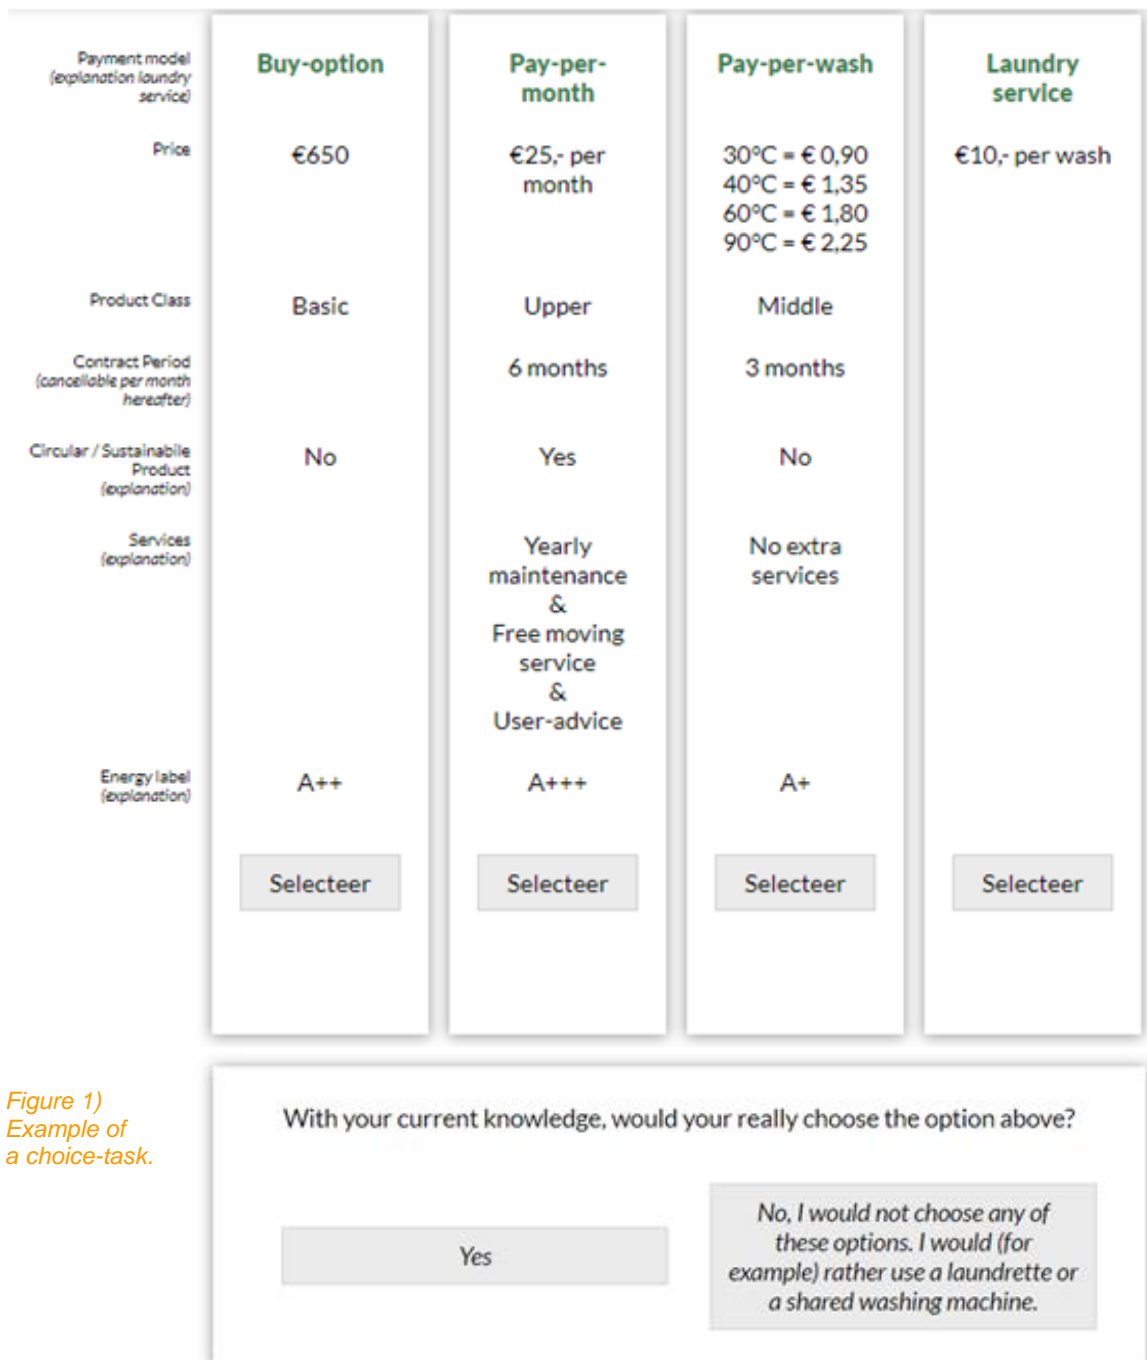 Payment model
(explanation laundry
service)
Buy-option
Pay-per-
month
Pay-per-wash
Laundry
service
Price
€650
€25,- per
month
30°C = € 0,90
40°C = € 1,35
60°C = € 1,80
90°C = € 2,25
€10,- per wash
Product Class
Basic
Upper
Middle
Contract Period
(cancellable per month
hereafter)
6 months
3 months
Circular / Sustainabile
Product
(explanation)
No
Yes
No
Services
(explanation)
Yearly
maintenance
&
Free moving
service
&
User-advice
No extra
services
Energy label
(explanation)
A++
A+++
A+
Selecteer
Selecteer
Selecteer
Selecteer
Figure 1)
Example of
a choice-task.
With your current knowledge, would your really choose the option above?
Yes
No, I would not choose any of
these options. I would (for
example) rather use a laundrette or
a shared washing machine.